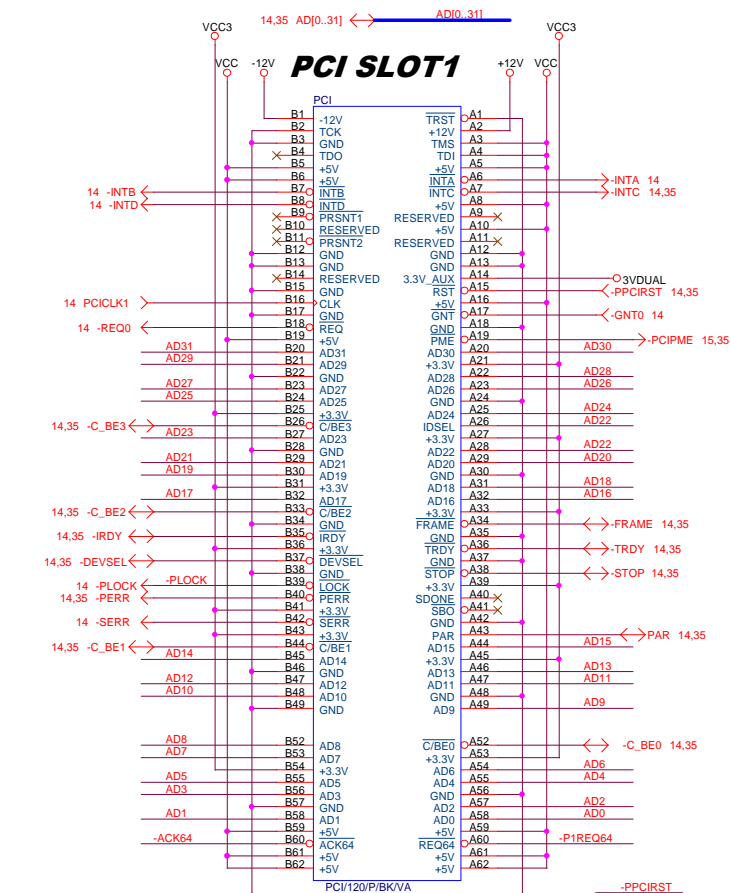 14,35 AD[0..31] AD[0..31]
VCC3 VCC3
VCC -12V PCI SLOT1 +12V VCC
PCI
B1 -12V TRST A1
B2 TCK +12V A2
B3 GND TMS A3
B4 TDO TDI A4
B5 +5V +5V A5
B6 +5V INTA A6 -INTA 14
14 -INTB B7 INTB INTC A7 -INTC 14,35
14 -INTD B8 INTD +5V A8
B9 PRSNT1 RESERVED A9
B10 RESERVED +5V A10
B11 PRSNT2 RESERVED A11
B12 GND GND A12
B13 GND GND A13
B14 RESERVED 3.3V_AUX A14 3VDUAL
B15 GND RST A15 -PPCIRST 14,35
14 PCICLK1 B16 CLK +5V A16
B17 GND GNT A17 -GNT0 14
14 -REQ0 B18 REQ GND A18
B19 +5V PME A19 -PCIPME 15,35
AD31 B20 AD31 AD30 A20 AD30
AD29 B21 AD29 +3.3V A21
B22 GND AD28 A22 AD28
AD27 B23 AD27 AD26 A23 AD26
AD25 B24 AD25 GND A24
B25 +3.3V AD24 A25 AD24
14,35 -C_BE3 B26 C/BE3 IDSEL A26 AD22
AD23 B27 AD23 +3.3V A27
B28 GND AD22 A28 AD22
AD21 B29 AD21 AD20 A29 AD20
AD19 B30 AD19 GND A30
B31 +3.3V AD18 A31 AD18
AD17 B32 AD17 AD16 A32 AD16
14,35 -C_BE2 B33 C/BE2 +3.3V A33
B34 GND FRAME A34 -FRAME 14,35
14,35 -IRDY B35 IRDY GND A35
B36 +3.3V TRDY A36 -TRDY 14,35
14,35 -DEVSEL B37 DEVSEL GND A37
B38 GND STOP A38 -STOP 14,35
14 -PLOCK -PLOCK B39 LOCK +3.3V A39
14,35 -PERR B40 PERR SDONE A40
B41 +3.3V SBO A41
14 -SERR B42 SERR GND A42
B43 +3.3V PAR A43 PAR 14,35
14,35 -C_BE1 B44 C/BE1 AD15 A44 AD15
AD14 B45 AD14 +3.3V A45
B46 GND AD13 A46 AD13
AD12 B47 AD12 AD11 A47 AD11
AD10 B48 AD10 GND A48
B49 GND AD9 A49 AD9
AD8 B52 AD8 C/BE0 A52 -C_BE0 14,35
AD7 B53 AD7 +3.3V A53
B54 +3.3V AD6 A54 AD6
AD5 B55 AD5 AD4 A55 AD4
AD3 B56 AD3 GND A56
B57 GND AD2 A57 AD2
AD1 B58 AD1 AD0 A58 AD0
B59 +5V +5V A59
-ACK64 B60 ACK64 REQ64 A60 -P1REQ64
B61 +5V +5V A61
B62 +5V +5V A62
PCI/120/P/BK/VA -PPCIRST